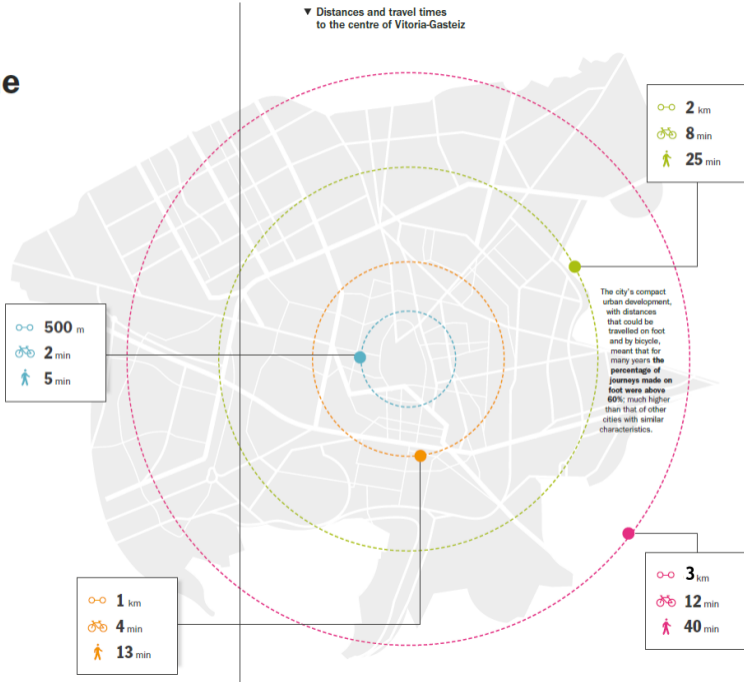 ▼ Distances and travel times
to the centre of Vitoria-Gasteiz
e
2 km
8 min
25 min
The city's compact
urban development,
with distances
that could be
travelled on foot
and by bicycle,
meant that for
many years the
percentage of
journeys made on
foot were above
60%; much higher
than that of other
cities with similar
characteristics.
500 m
2 min
5 min
3 km
12 min
40 min
1 km
4 min
13 min